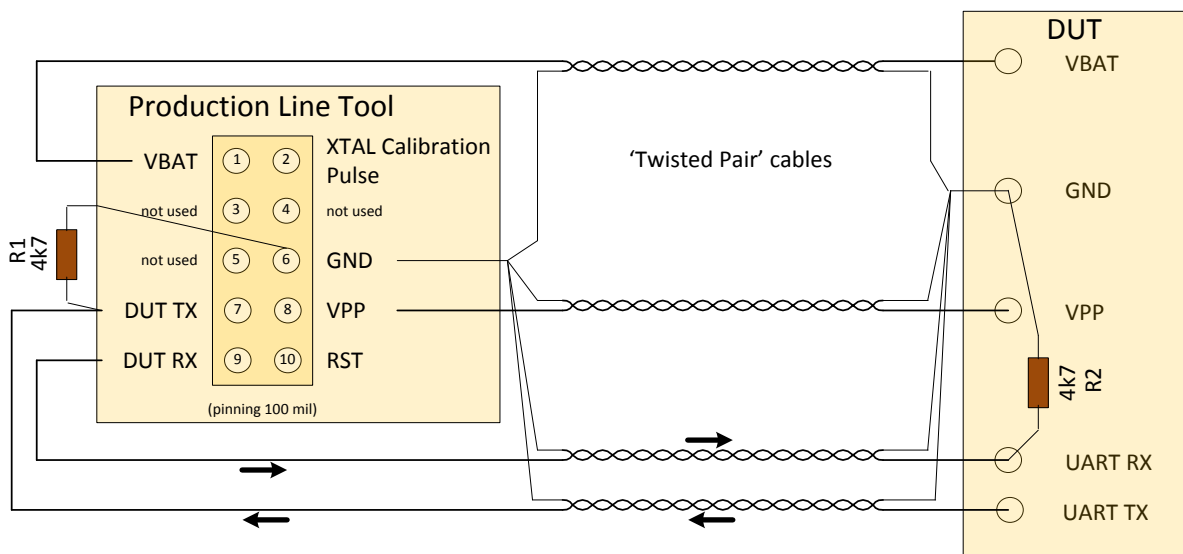 DUT
VBAT
Production Line Tool
VBAT
1
2
XTAL Calibration
Pulse
'Twisted Pair' cables
not used
3
4
not used
GND
R1
4k7
not used
5
6
GND
DUT TX
7
8
VPP
VPP
DUT RX
9
10
RST
4k7
R2
(pinning 100 mil)
UART RX
UART TX